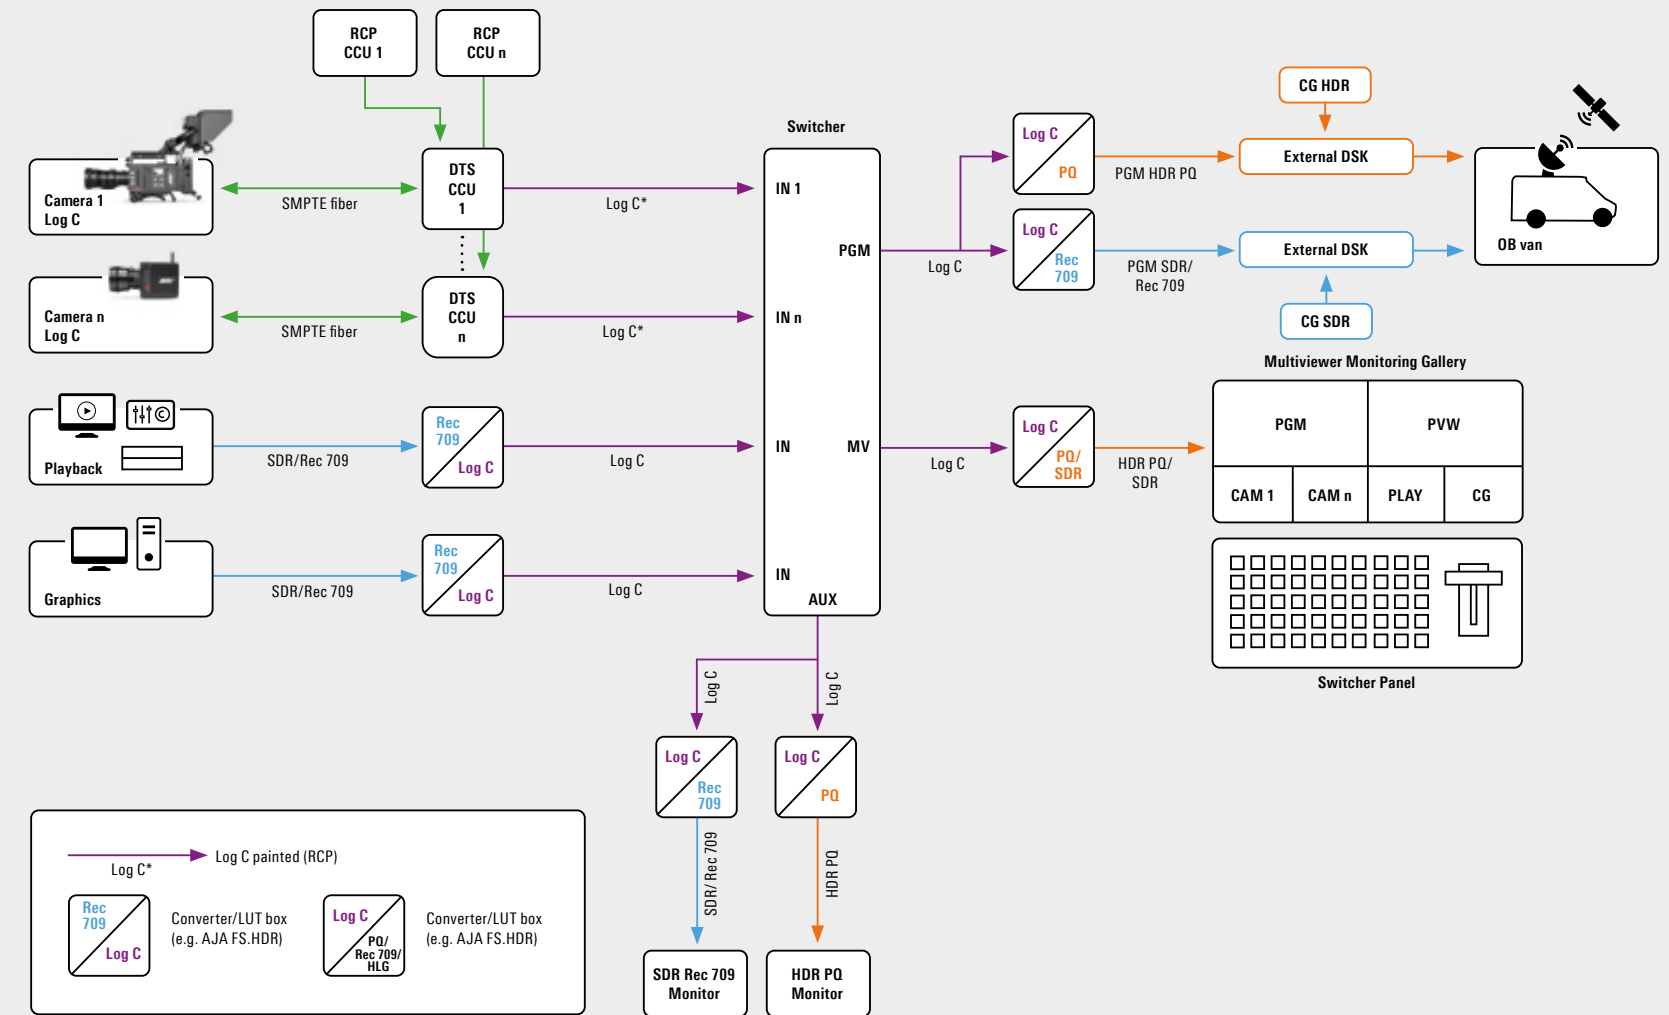 RCP
CCU 1
RCP
CCU n
Camera 1
Log C
SMPTE fiber
DTS
CCU
1
Log C*
Camera n
Log C
SMPTE fiber
DTS
CCU
n
Log C*
Playback
SDR/Rec 709
Rec
709
Log C
Log C
Graphics
SDR/Rec 709
Rec
709
Log C
Log C
Switcher
IN 1
PGM
IN n
IN
MV
IN
AUX
Log C
Log C
PQ
PGM HDR PQ
CG HDR
External DSK
Log C
Rec
709
PGM SDR/
Rec 709
External DSK
CG SDR
OB van
Log C
Log C
PQ/
SDR
HDR PQ/
SDR
Multiviewer Monitoring Gallery
PGM
PVW
CAM 1
CAM n
PLAY
CG
Switcher Panel
Log C
Log C
Log C
Rec
709
Log C
PQ
SDR/ Rec 709
HDR PQ
SDR Rec 709
Monitor
HDR PQ
Monitor
Log C*
Log C painted (RCP)
Rec
709
Log C
Converter/LUT box
(e.g. AJA FS.HDR)
Log C
PQ/
Rec 709/
HLG
Converter/LUT box
(e.g. AJA FS.HDR)